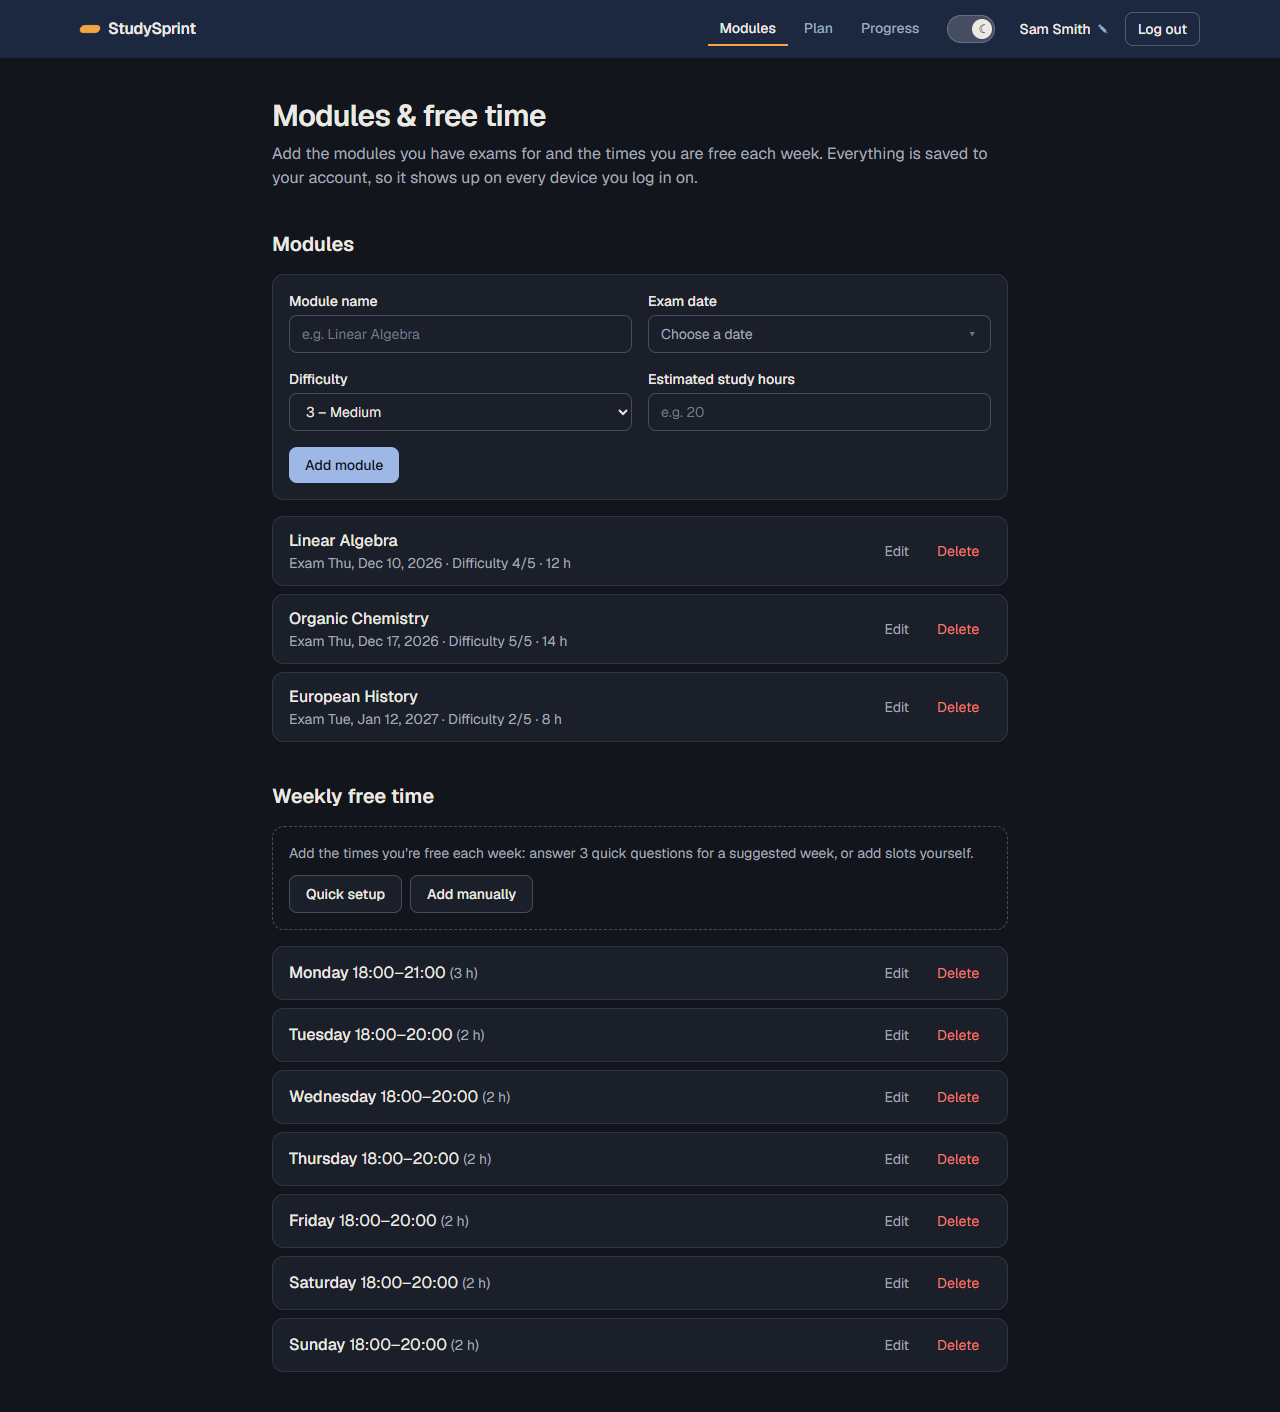 StudySprint
Modules
Plan
Progress
Sam Smith
Log out
Modules & free time
Add the modules you have exams for and the times you are free each week. Everything is saved to
your account, so it shows up on every device you log in on.
Modules
Module name
Exam date
e.g. Linear Algebra
Choose a date
Difficulty
Estimated study hours
3 – Medium
e.g. 20
Add module
Linear Algebra
Exam Thu, Dec 10, 2026 · Difficulty 4/5 · 12 h
Edit
Delete
Organic Chemistry
Exam Thu, Dec 17, 2026 · Difficulty 5/5 · 14 h
Edit
Delete
European History
Exam Tue, Jan 12, 2027 · Difficulty 2/5 · 8 h
Edit
Delete
Weekly free time
Add the times you're free each week: answer 3 quick questions for a suggested week, or add slots yourself.
Quick setup
Add manually
Monday 18:00–21:00 (3 h)
Edit
Delete
Tuesday 18:00–20:00 (2 h)
Edit
Delete
Wednesday 18:00–20:00 (2 h)
Edit
Delete
Thursday 18:00–20:00 (2 h)
Edit
Delete
Friday 18:00–20:00 (2 h)
Edit
Delete
Saturday 18:00–20:00 (2 h)
Edit
Delete
Sunday 18:00–20:00 (2 h)
Edit
Delete